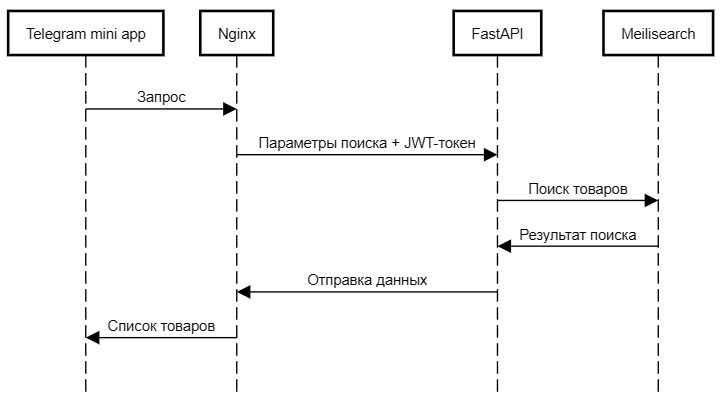 Telegram mini app
Nginx
FastAPI
Meilisearch
Запрос
Параметры поиска + JWT-токен
Поиск товаров
Результат поиска
Отправка данных
Список товаров